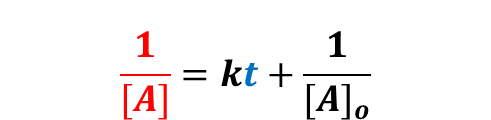 1/[A] = kt + 1/[A]o